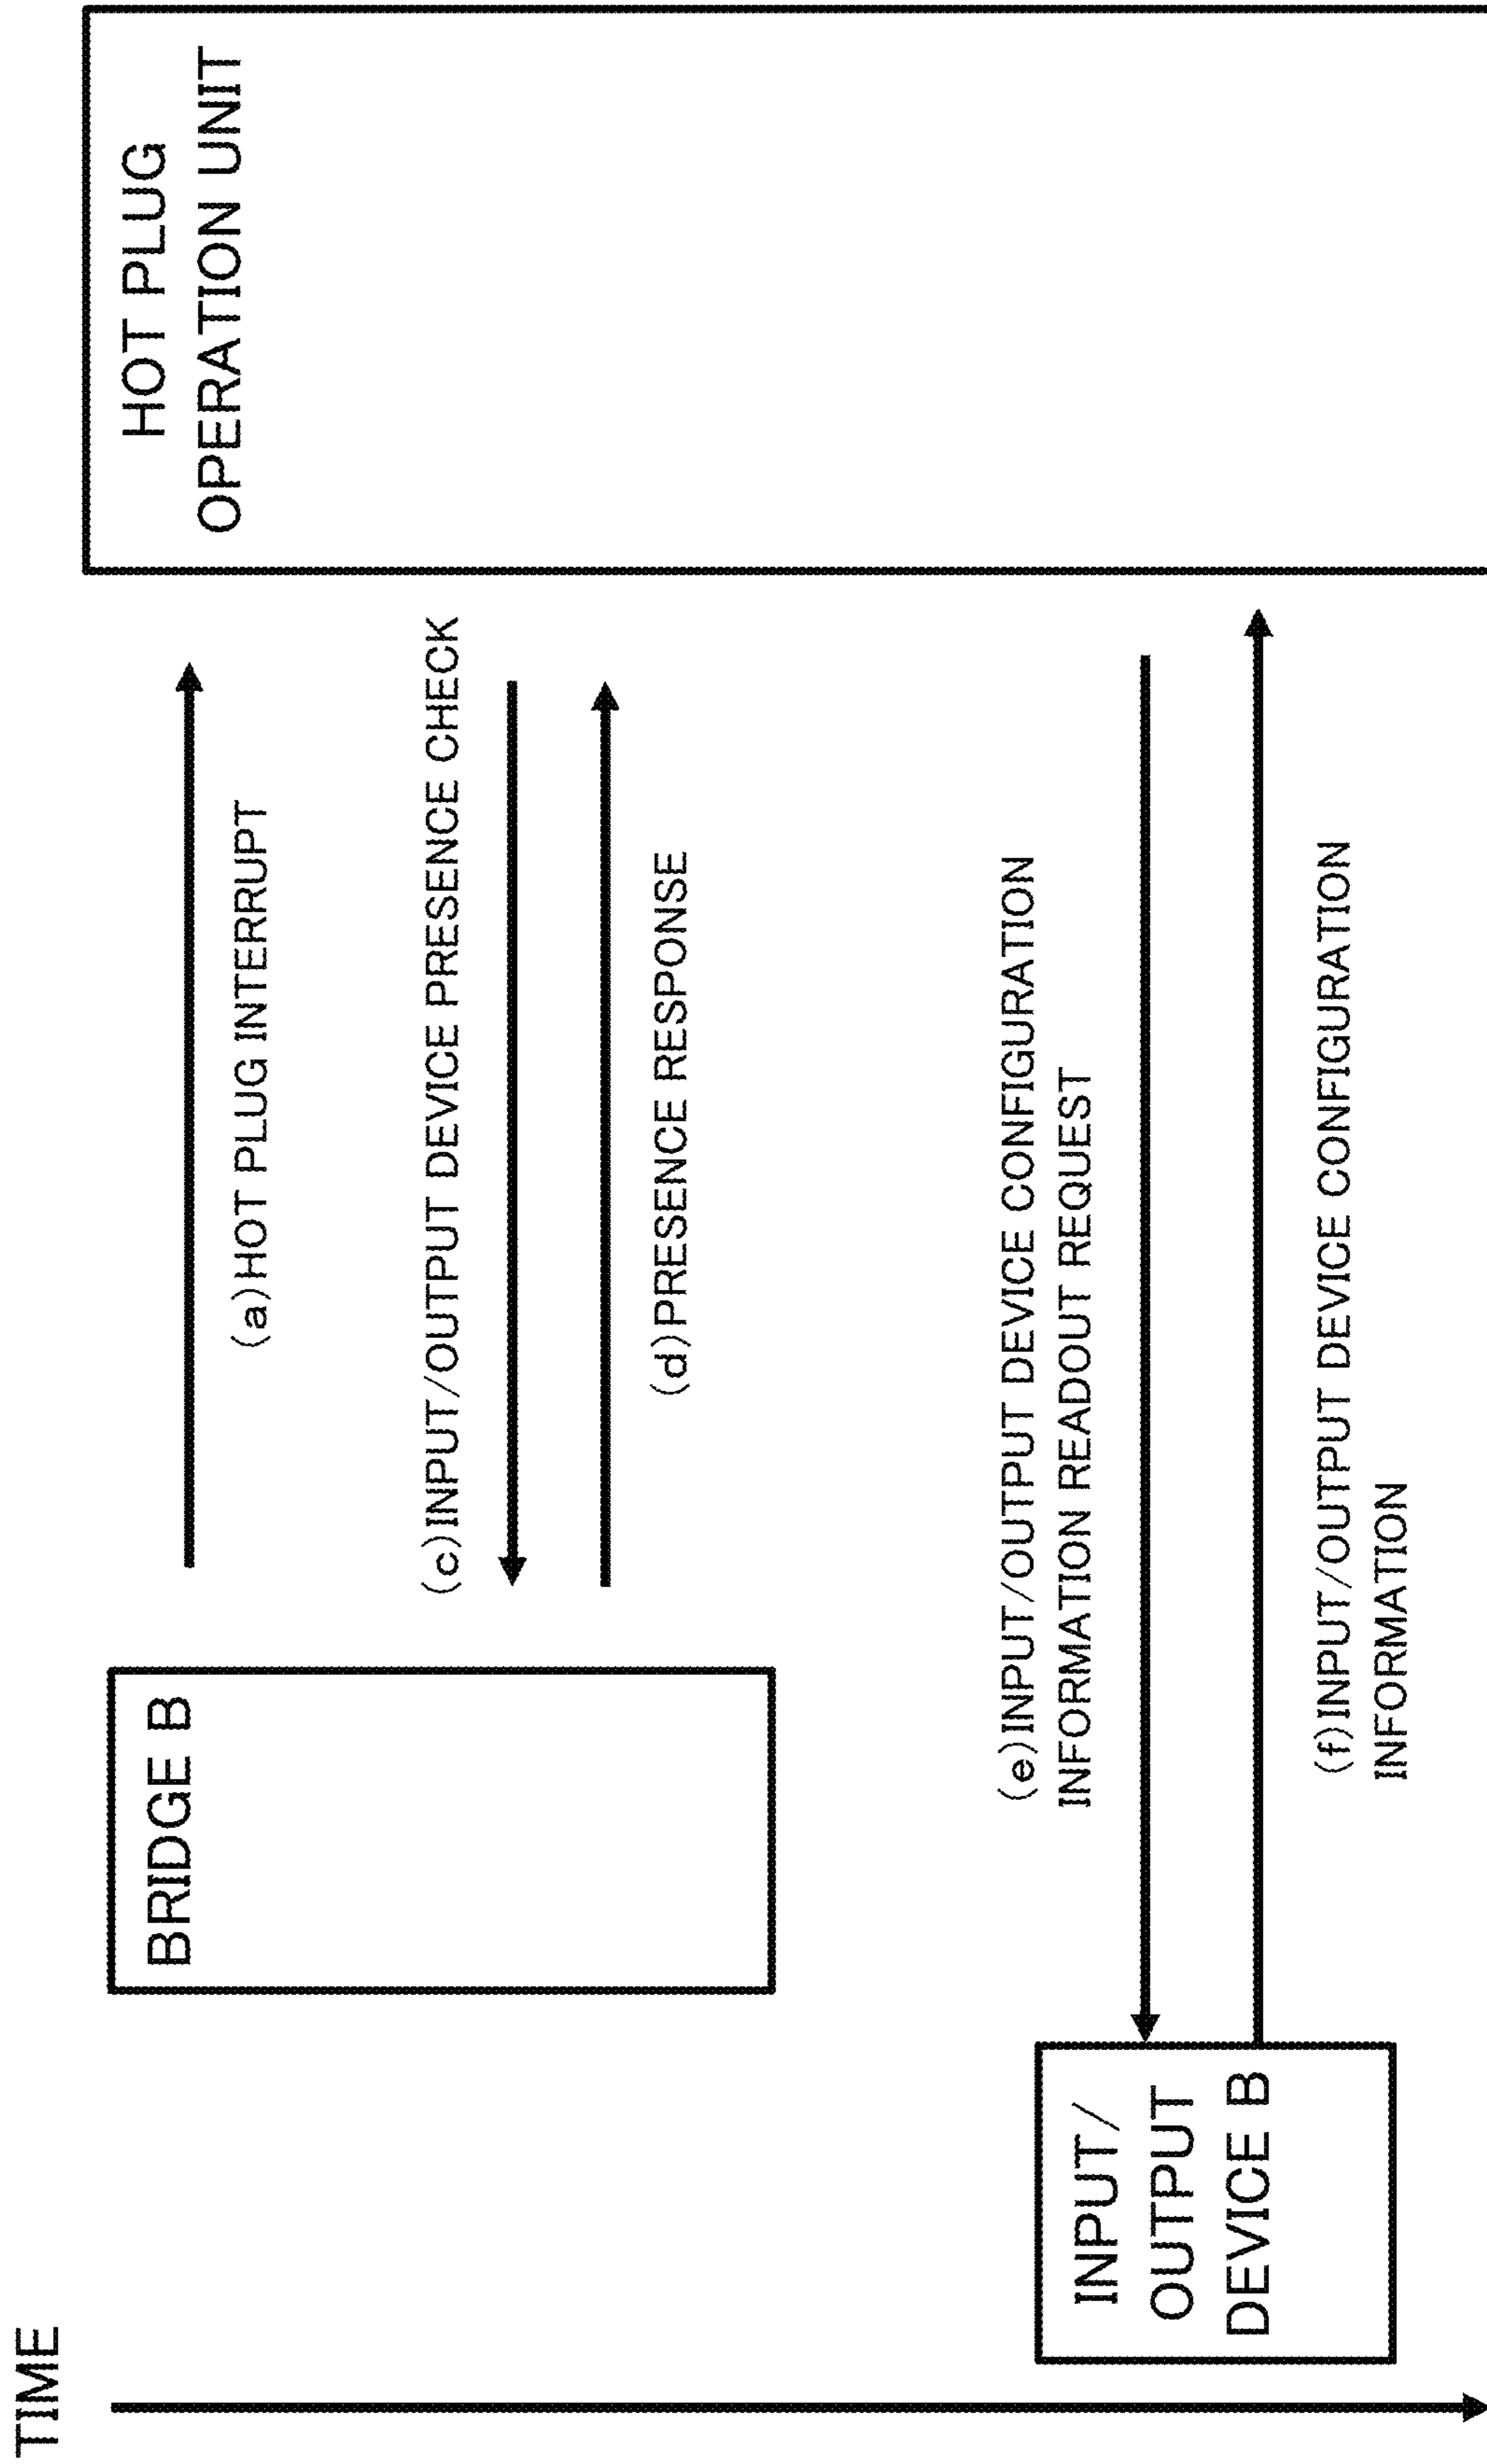 TIME
BRIDGE B
HOT PLUG
OPERATION UNIT
(a)HOT PLUG INTERRUPT
(c)INPUT/OUTPUT DEVICE PRESENCE CHECK
(d)PRESENCE RESPONSE
(e)INPUT/OUTPUT DEVICE CONFIGURATION
INFORMATION READOUT REQUEST
INPUT/
OUTPUT
DEVICE B
(f)INPUT/OUTPUT DEVICE CONFIGURATION
INFORMATION